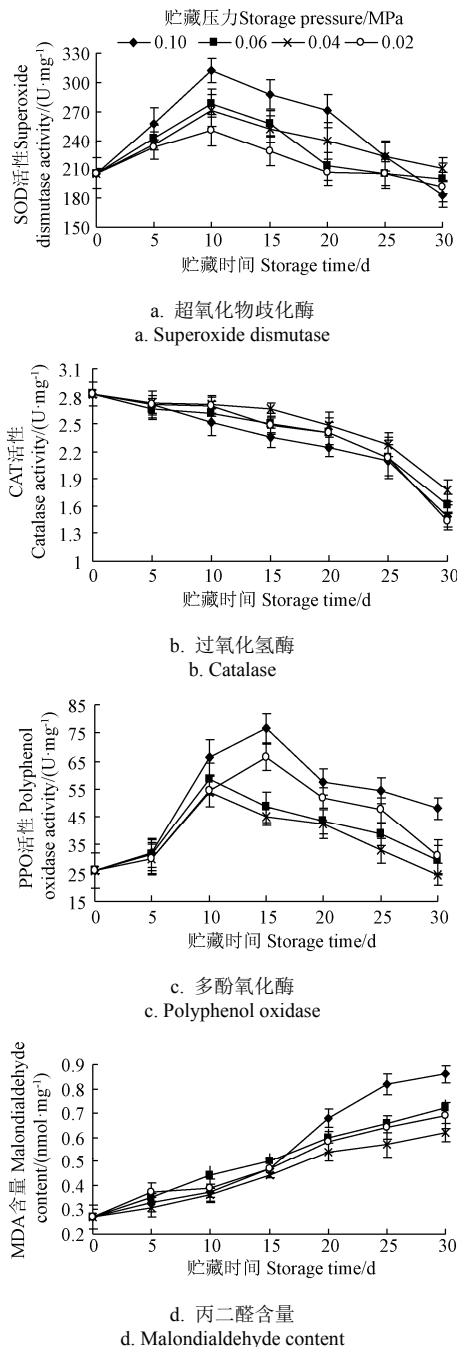 贮藏压力Storage pressure/MPa
0.10 0.06 0.04 0.02
SOD活性Superoxide
dismutase activity/(U·mg⁻¹)
330
300
270
240
210
180
150
0 5 10 15 20 25 30
贮藏时间 Storage time/d
a. 超氧化物歧化酶
a. Superoxide dismutase
CAT活性
Catalase activity/(U·mg⁻¹)
3.1
2.8
2.5
2.2
1.9
1.6
1.3
1
0 5 10 15 20 25 30
贮藏时间 Storage time/d
b. 过氧化氢酶
b. Catalase
PPO活性 Polyphenol
oxidase activity/(U·mg⁻¹)
85
75
65
55
45
35
25
15
0 5 10 15 20 25 30
贮藏时间 Storage time/d
c. 多酚氧化酶
c. Polyphenol oxidase
MDA含量 Malondialdehyde
content/(nmol·mg⁻¹)
0.9
0.8
0.7
0.6
0.5
0.4
0.3
0.2
0 5 10 15 20 25 30
贮藏时间 Storage time/d
d. 丙二醛含量
d. Malondialdehyde content